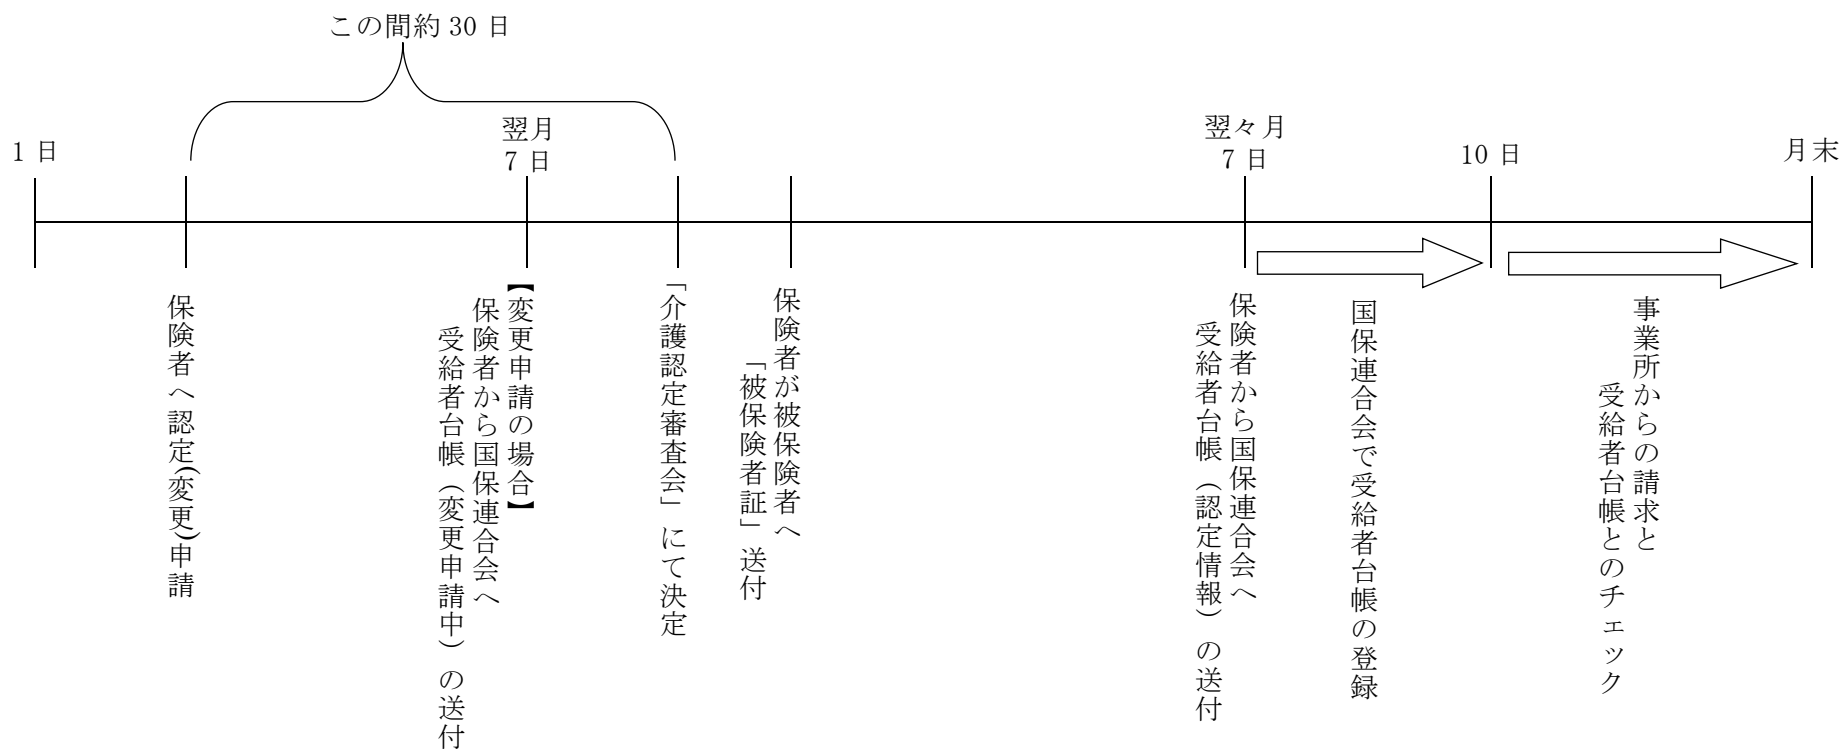 この間約 30 日
1 日
翌月
7 日
翌々月
7 日
10 日
月末
保険者へ認定(変更)申請
【変更申請の場合】
保険者から国保連合会へ
受給者台帳（変更申請中）の送付
「介護認定審査会」にて決定
保険者が被保険者へ
「被保険者証」送付
保険者から国保連合会へ
受給者台帳（認定情報）の送付
国保連合会で受給者台帳の登録
事業所からの請求と
受給者台帳とのチェック